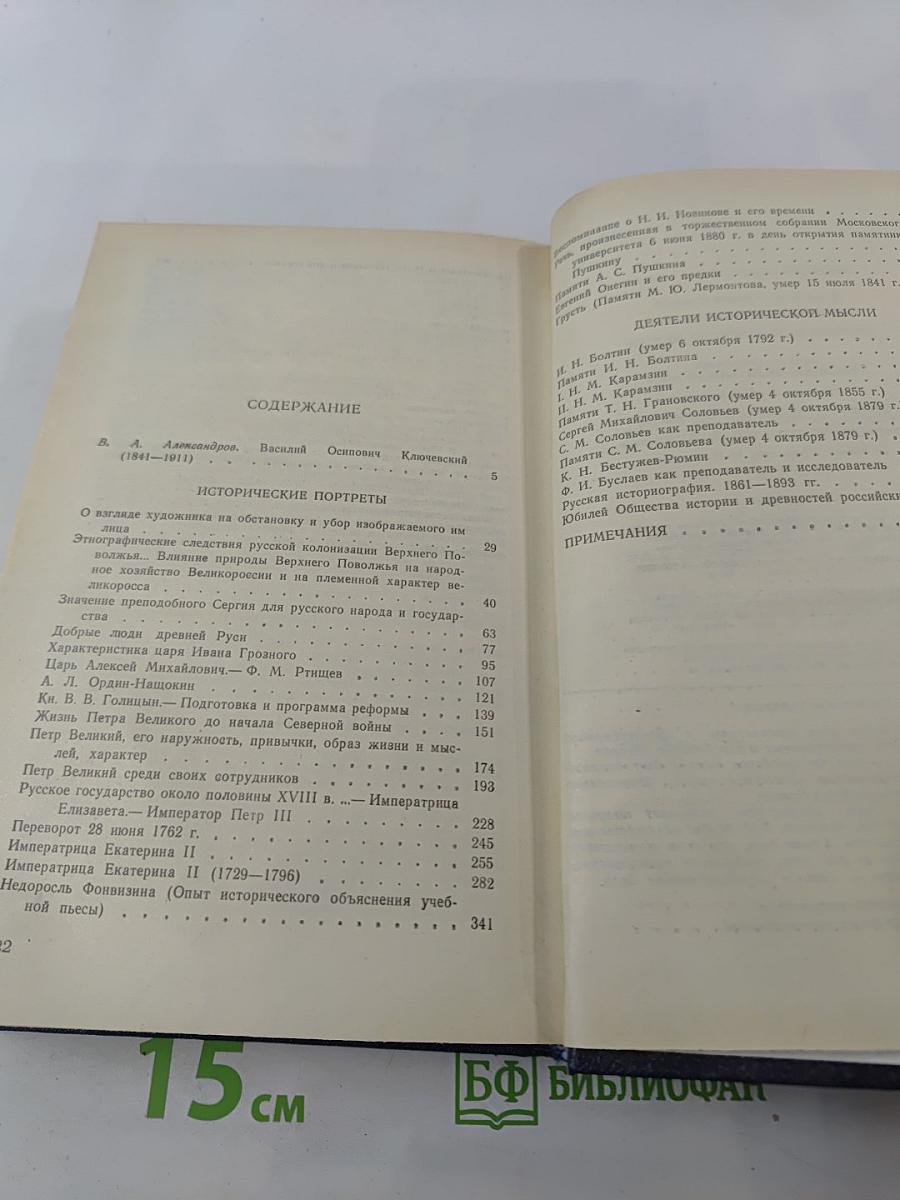 СОДЕРЖАНИЕ
В. А. Александров. Василий Осипович Ключевский
(1841—1911) . . . . . . . . . . . . . . . 5
ИСТОРИЧЕСКИЕ ПОРТРЕТЫ
О взгляде художника на обстановку и убор изображаемого им
лица . . . . . . . . . . . . . . . . . . 29
Этнографические следствия русской колонизации Верхнего По-
волжья... Влияние природы Верхнего Поволжья на народ-
ное хозяйство Великороссии и на племенной характер ве-
ликоросса . . . . . . . . . . . . . . . . 40
Значение преподобного Сергия для русского народа и государ-
ства . . . . . . . . . . . . . . . . . . 63
Добрые люди древней Руси . . . . . . . . . . . 77
Характеристика царя Ивана Грозного . . . . . . . . 95
Царь Алексей Михайлович.— Ф. М. Ртищев . . . . . . 107
А. Л. Ордин-Нащокин . . . . . . . . . . . . . 121
Кн. В. В. Голицын.— Подготовка и программа реформы . . . 139
Жизнь Петра Великого до начала Северной войны . . . . 151
Петр Великий, его наружность, привычки, образ жизни и мыс-
лей, характер . . . . . . . . . . . . . . . 174
Петр Великий среди своих сотрудников . . . . . . . . 193
Русское государство около половины XVIII в. ...— Императрица
Елизавета.— Император Петр III . . . . . . . . . 228
Переворот 28 июня 1762 г. . . . . . . . . . . . . 245
Императрица Екатерина II . . . . . . . . . . . . 255
Императрица Екатерина II (1729—1796) . . . . . . . . 282
Недоросль Фонвизина (Опыт исторического объяснения учеб-
ной пьесы) . . . . . . . . . . . . . . . . . 341
22
Воспоминание о Н. И. Новикове и его времени . . . . .
Речь, произнесенная в торжественном собрании Московског
университета 6 июня 1880 г. в день открытия памятник
Пушкину . . . . . . . . . . . . .
Памяти А. С. Пушкина . . . . . . . . . .
Евгений Онегин и его предки . . . . . . . .
Грусть (Памяти М. Ю. Лермонтова, умер 15 июля 1841 г.
ДЕЯТЕЛИ ИСТОРИЧЕСКОЙ МЫСЛИ
И. Н. Болтин (умер 6 октября 1792 г.) . . . . . .
Памяти И. Н. Болтина . . . . . . . . . .
I. Н. М. Карамзин . . . . . . . . . . .
II. Н. М. Карамзин . . . . . . . . . . .
Памяти Т. Н. Грановского (умер 4 октября 1855 г.)
Сергей Михайлович Соловьев (умер 4 октября 1879 г.
С. М. Соловьев как преподаватель . . . . . .
Памяти С. М. Соловьева (умер 4 октября 1879 г.) .
К. Н. Бестужев-Рюмин . . . . . . . . .
Ф. И. Буслаев как преподаватель и исследователь
Русская историография. 1861—1893 гг. . . . . .
Юбилей Общества истории и древностей российски
ПРИМЕЧАНИЯ . . . . . . . . . . .
15 см
БФ БИБЛИОФАН